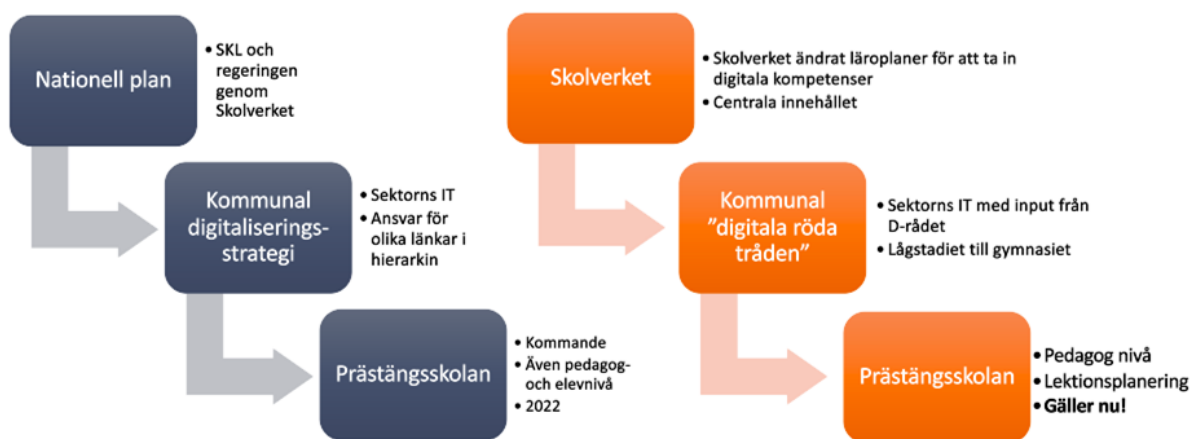 Nationell plan
• SKL och
regeringen
genom
Skolverket
Kommunal
digitaliserings-
strategi
• Sektorns IT
• Ansvar för
olika länkar i
hierarkin
Prästängsskolan
• Kommande
• Även pedagog-
och elevnivå
• 2022
Skolverket
• Skolverket ändrat läroplaner för att ta in
digitala kompetenser
• Centrala innehållet
Kommunal
”digitala röda
tråden”
• Sektorns IT med input från
D-rådet
• Lågstadiet till gymnasiet
Prästängsskolan
• Pedagog nivå
• Lektionsplanering
• Gäller nu!